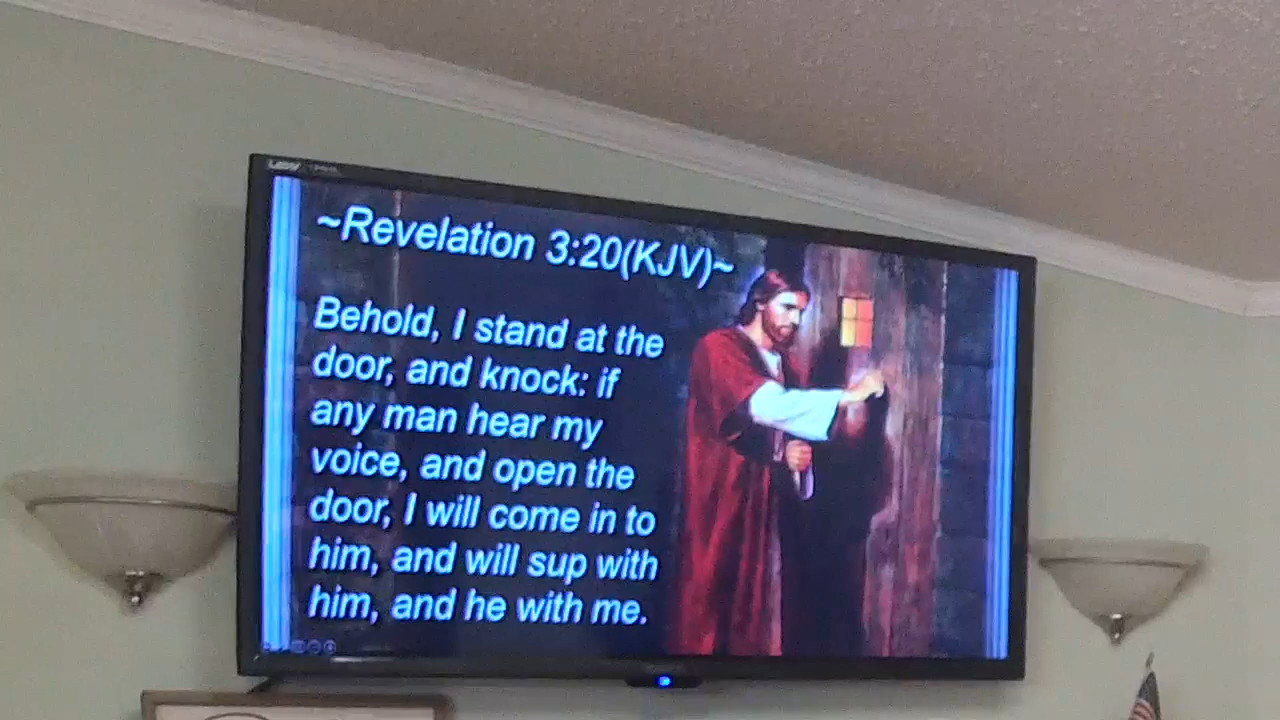 ~Revelation 3:20(KJV)~
Behold, I stand at the
door, and knock: if
any man hear my
voice, and open the
door, I will come in to
him, and will sup with
him, and he with me.